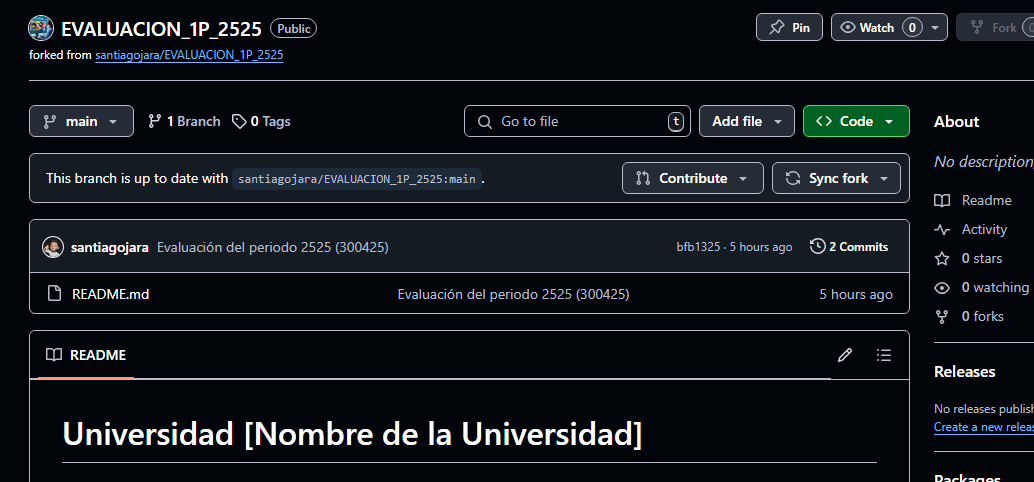 EVALUACION_1P_2525 Public
Pin
Watch 0
Fork
forked from santiagojara/EVALUACION_1P_2525
main
1 Branch
0 Tags
Go to file t
Add file
Code
About
This branch is up to date with santiagojara/EVALUACION_1P_2525:main.
Contribute
Sync fork
No description,
Readme
Activity
0 stars
0 watching
0 forks
santiagojara Evaluación del periodo 2525 (300425)
bfb1325 · 5 hours ago
2 Commits
README.md Evaluación del periodo 2525 (300425) 5 hours ago
README
Releases
No releases publish
Create a new releas
Universidad [Nombre de la Universidad]
Packages